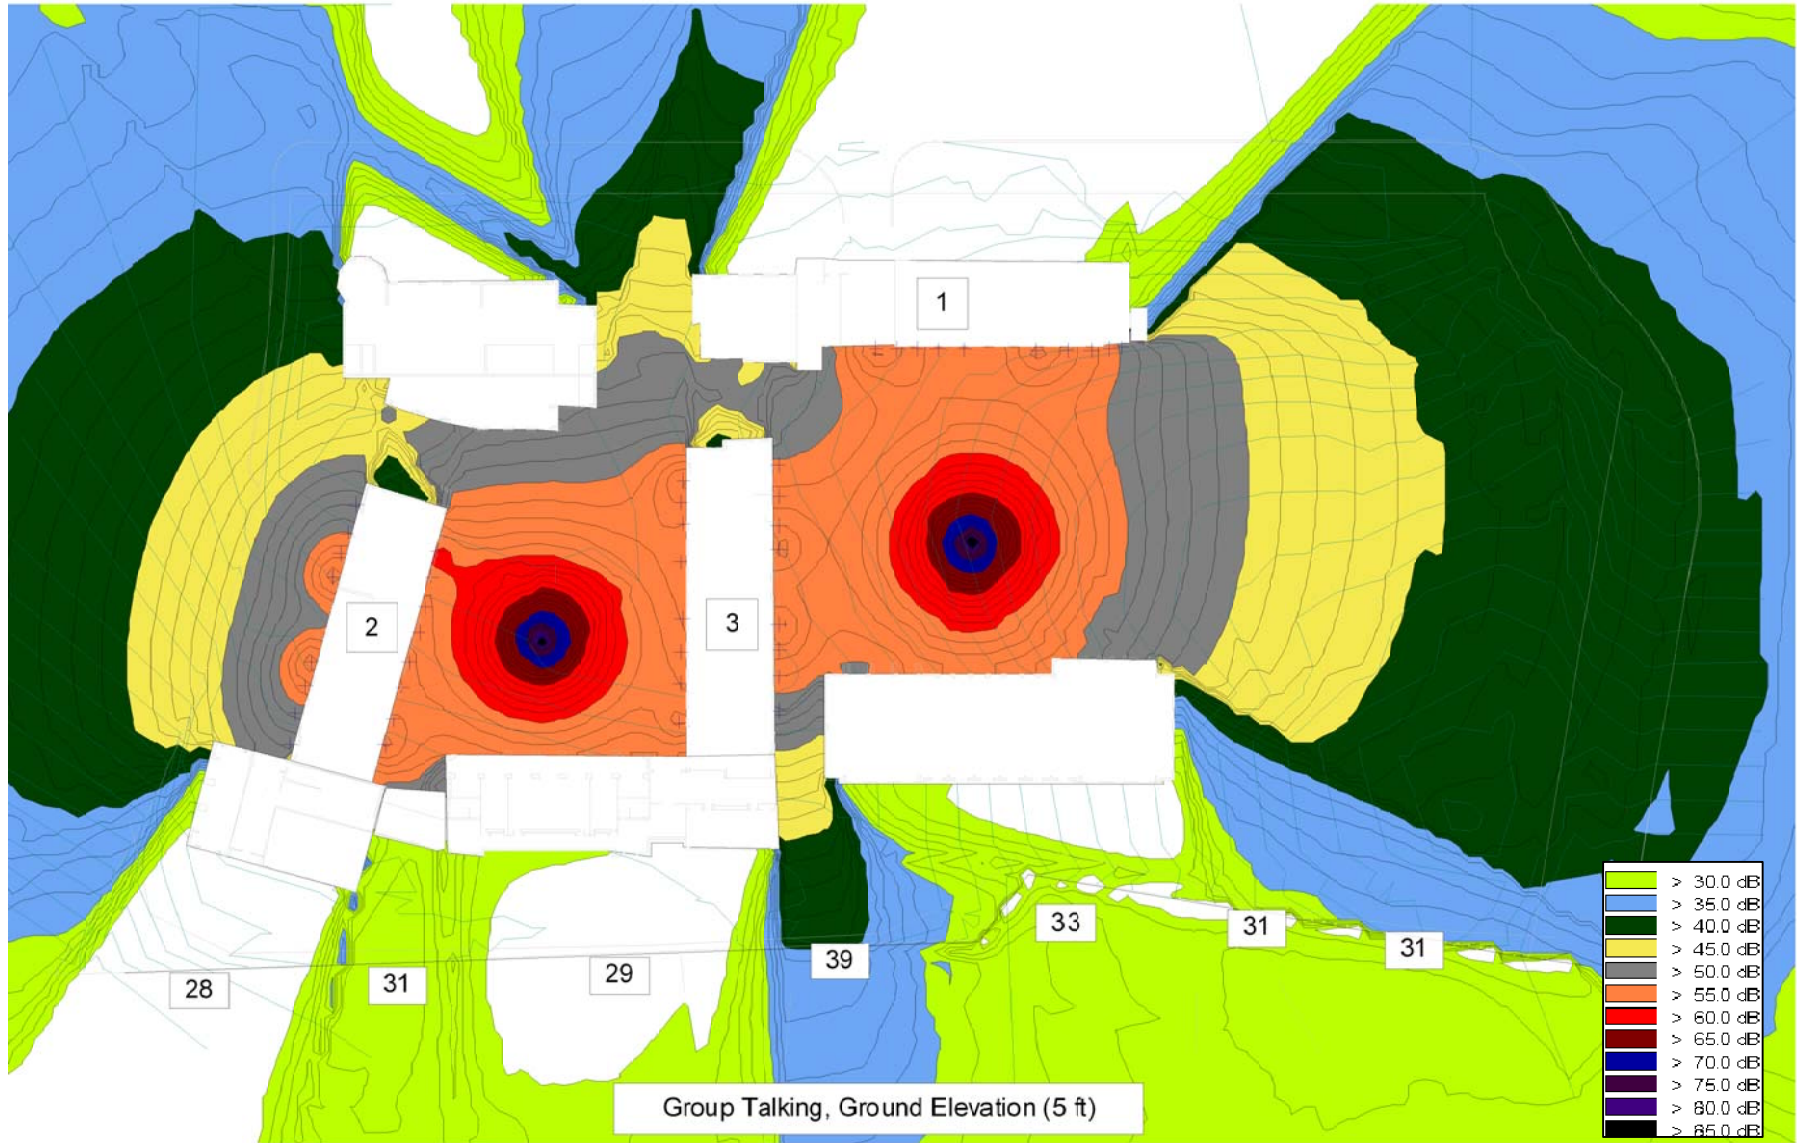 1
2
3
28
31
29
39
33
31
31
> 30.0 dB
> 35.0 dB
> 40.0 dB
> 45.0 dB
> 50.0 dB
> 55.0 dB
> 60.0 dB
> 65.0 dB
> 70.0 dB
> 75.0 dB
> 80.0 dB
> 85.0 dB
Group Talking, Ground Elevation (5 ft)